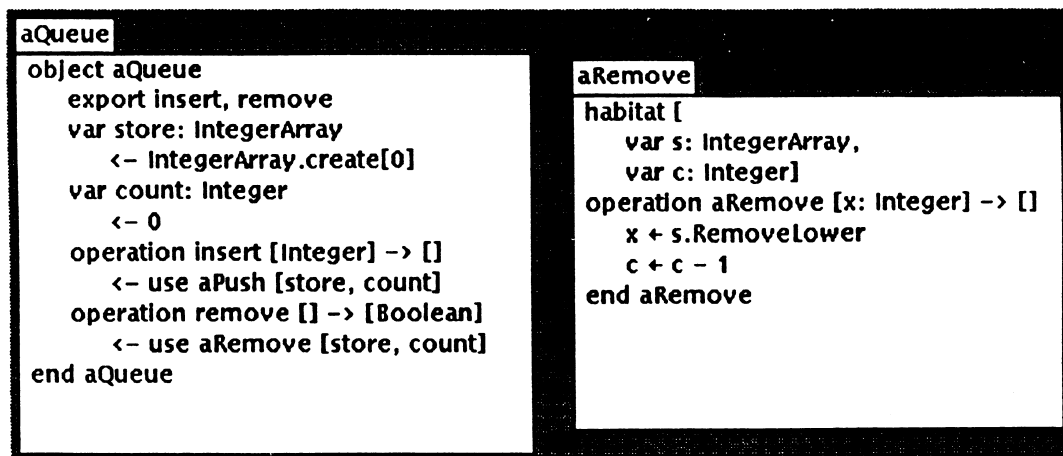 aQueue
object aQueue
export insert, remove
var store: IntegerArray
<- IntegerArray.create[0]
var count: Integer
<- 0
operation insert [Integer] -> []
<- use aPush [store, count]
operation remove [] -> [Boolean]
<- use aRemove [store, count]
end aQueue
aRemove
habitat [
var s: IntegerArray,
var c: Integer]
operation aRemove [x: Integer] -> []
x ← s.RemoveLower
c ← c - 1
end aRemove